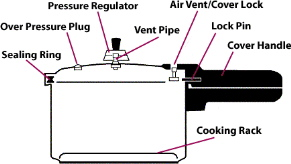 Pressure Regulator
Air Vent/Cover Lock
Over Pressure Plug
Vent Pipe
Lock Pin
Sealing Ring
Cover Handle
Cooking Rack